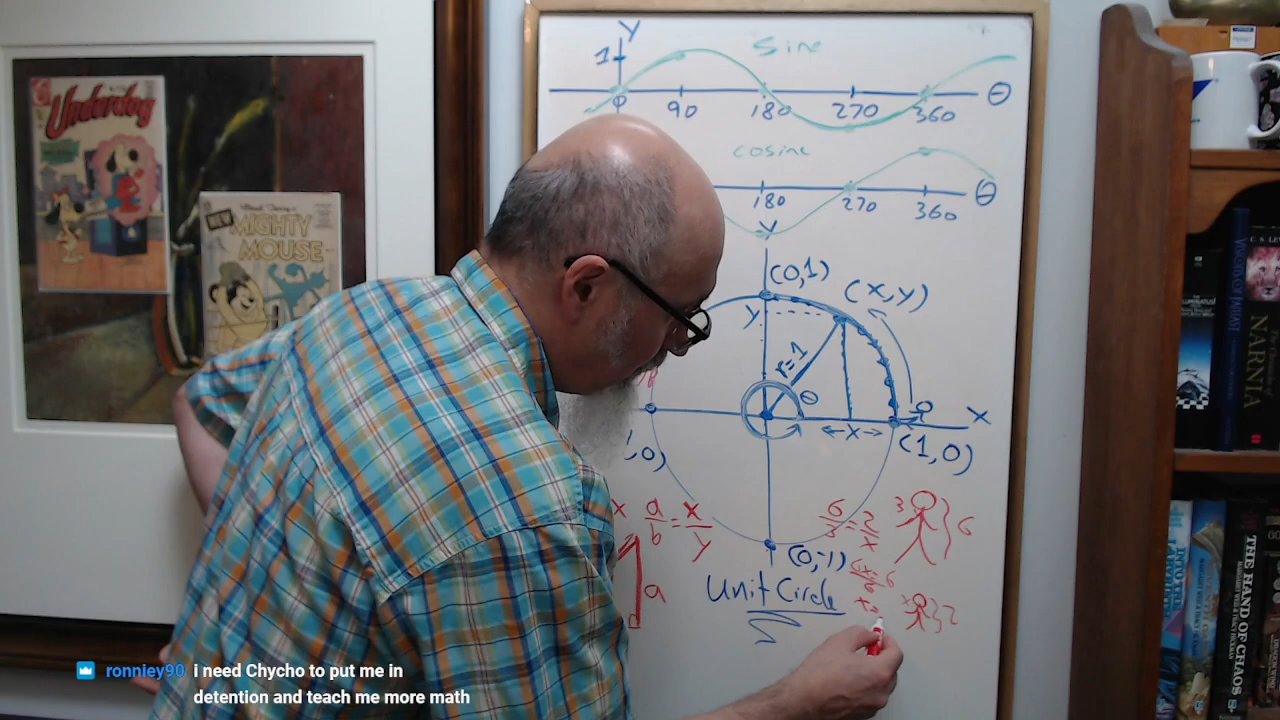 Underdog
NEW
MIGHTY
MOUSE
y
Sine
1
0
90
180
270
360
θ
cosine
180
270
360
θ
y
(0,1)
(x,y)
y
r=1
θ
0
x
←x→
(1,0)
,0)
x
a/b = x/y
a
(0,-1)
Unit Circle
6/3 = 2/x
3
6
x
2
NARNIA
THE HAND OF CHAOS
ronniey90 i need Chycho to put me in
detention and teach me more math